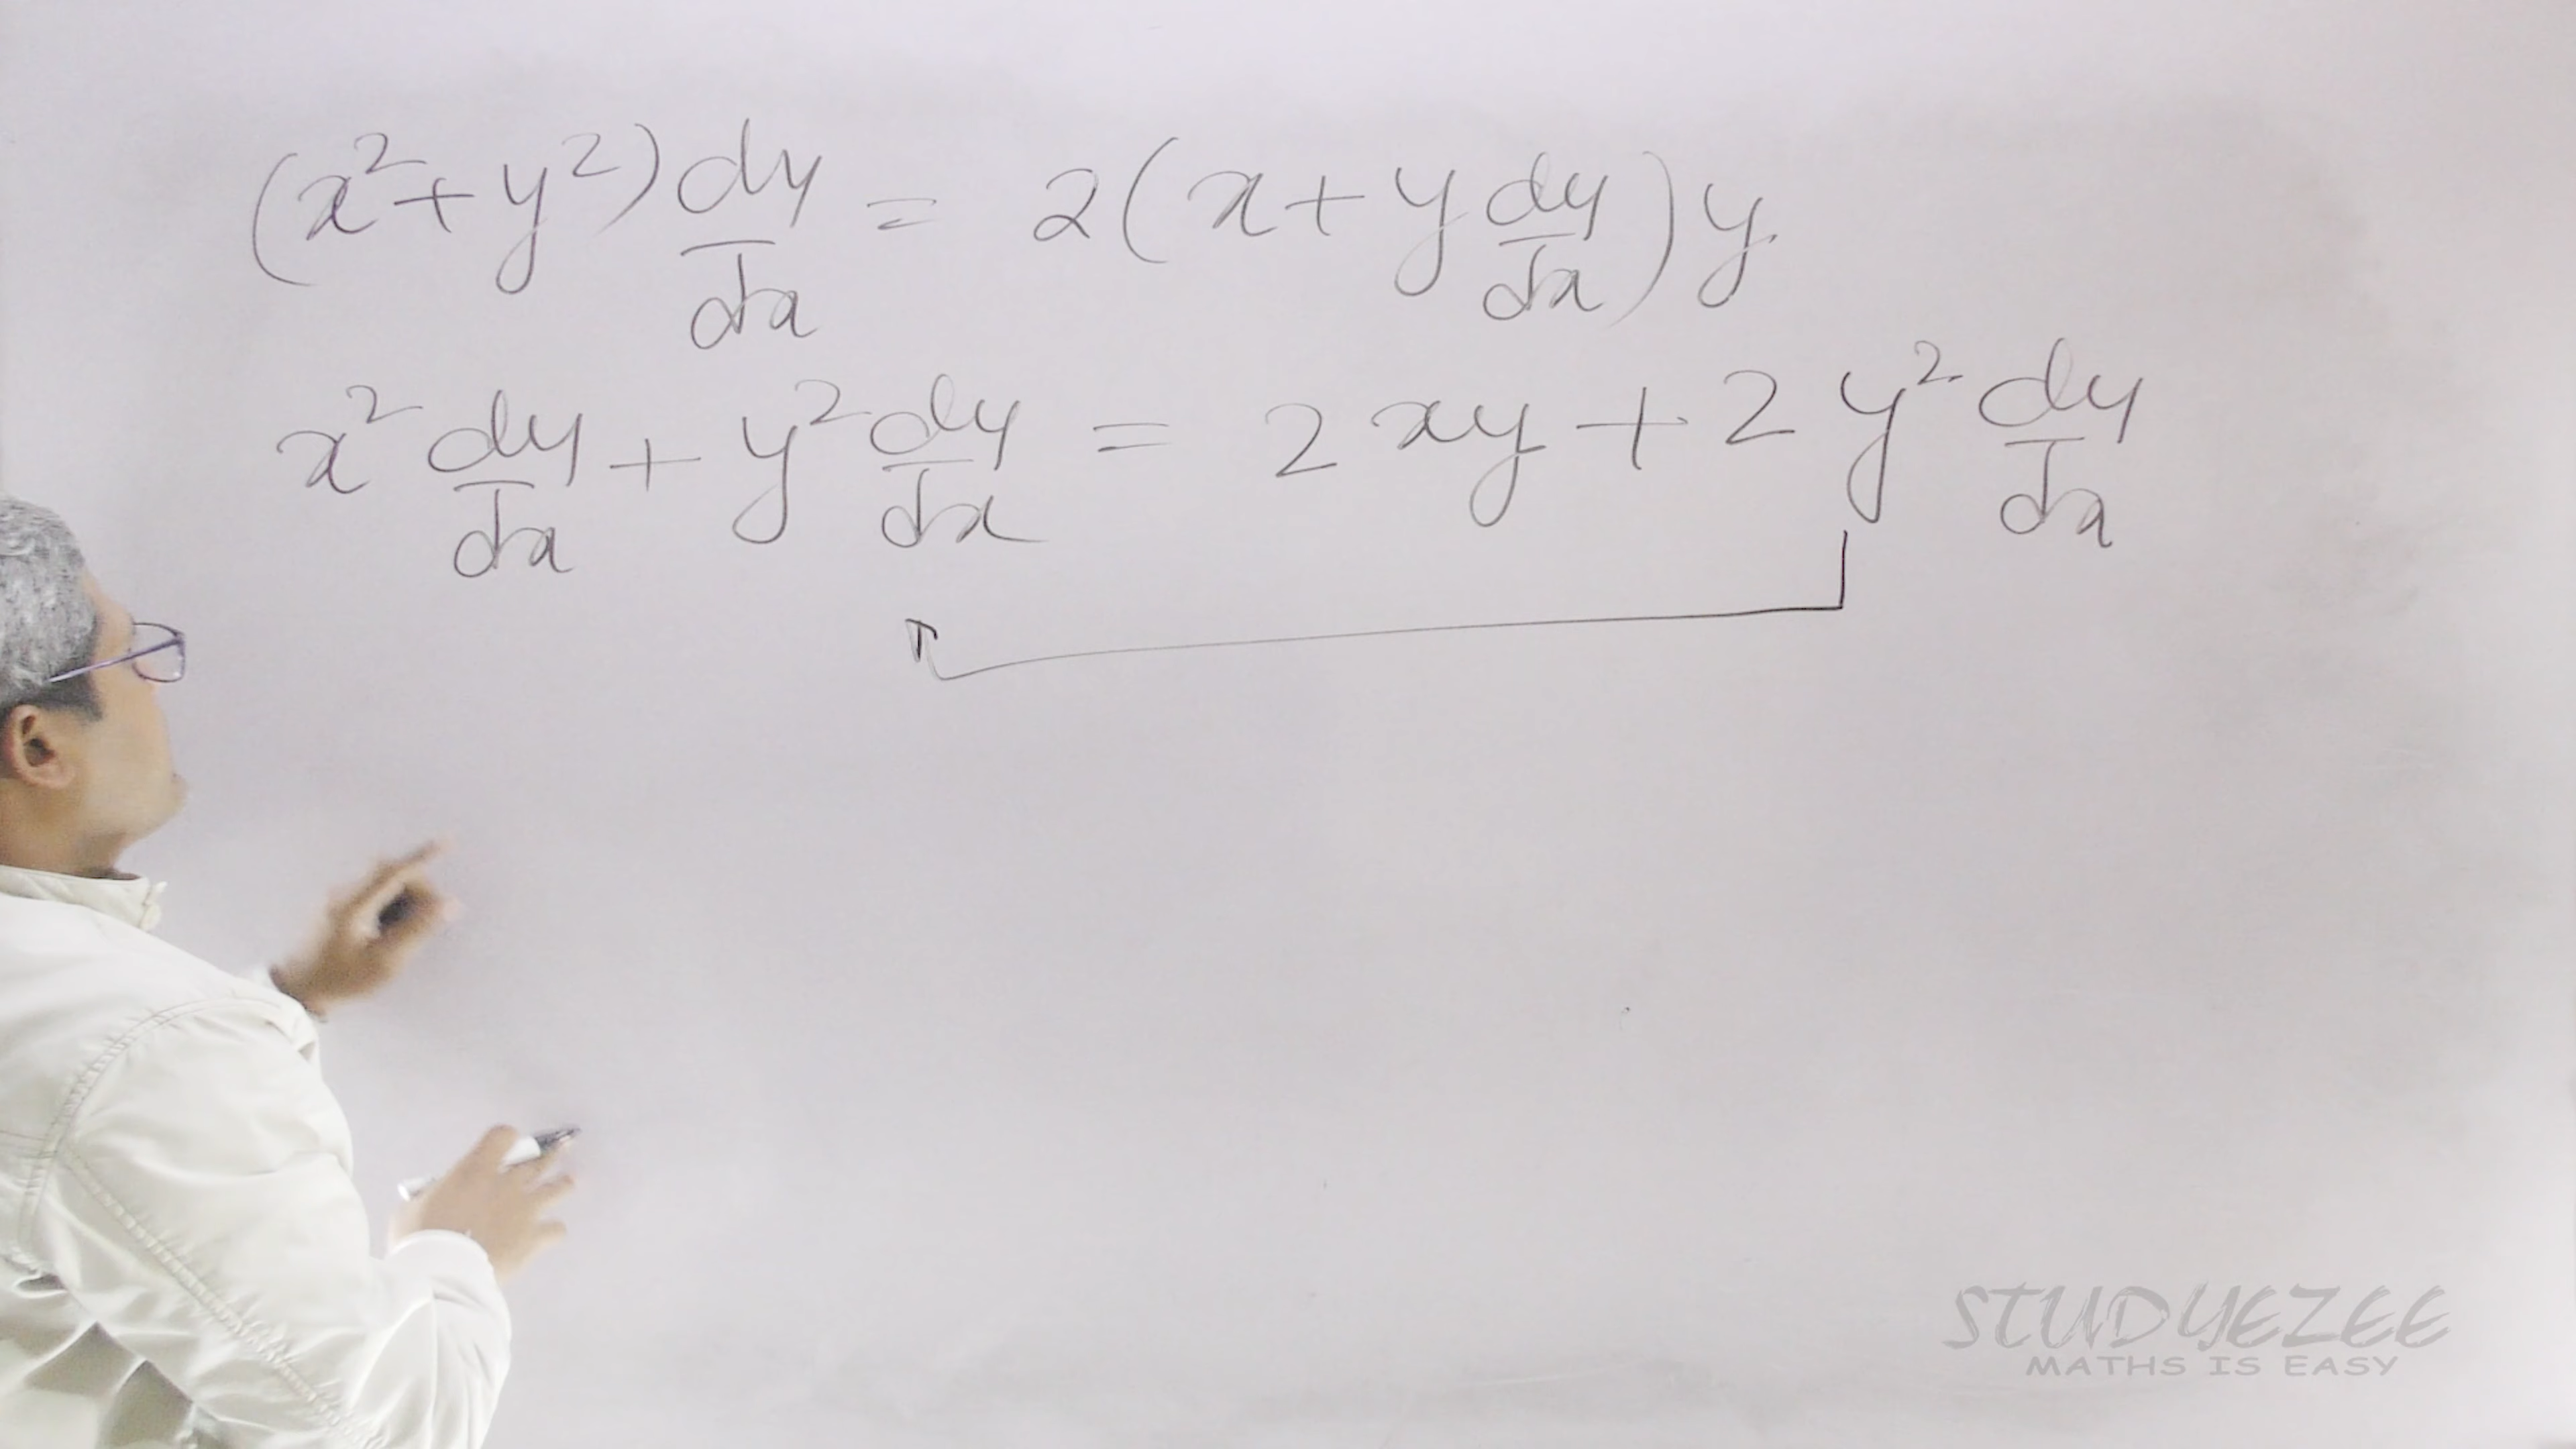 (x²+y²) dy/dx = 2(x+y dy/dx)y
x² dy/dx + y² dy/dx = 2xy + 2y² dy/dx
STUDYEZEE
MATHS IS EASY